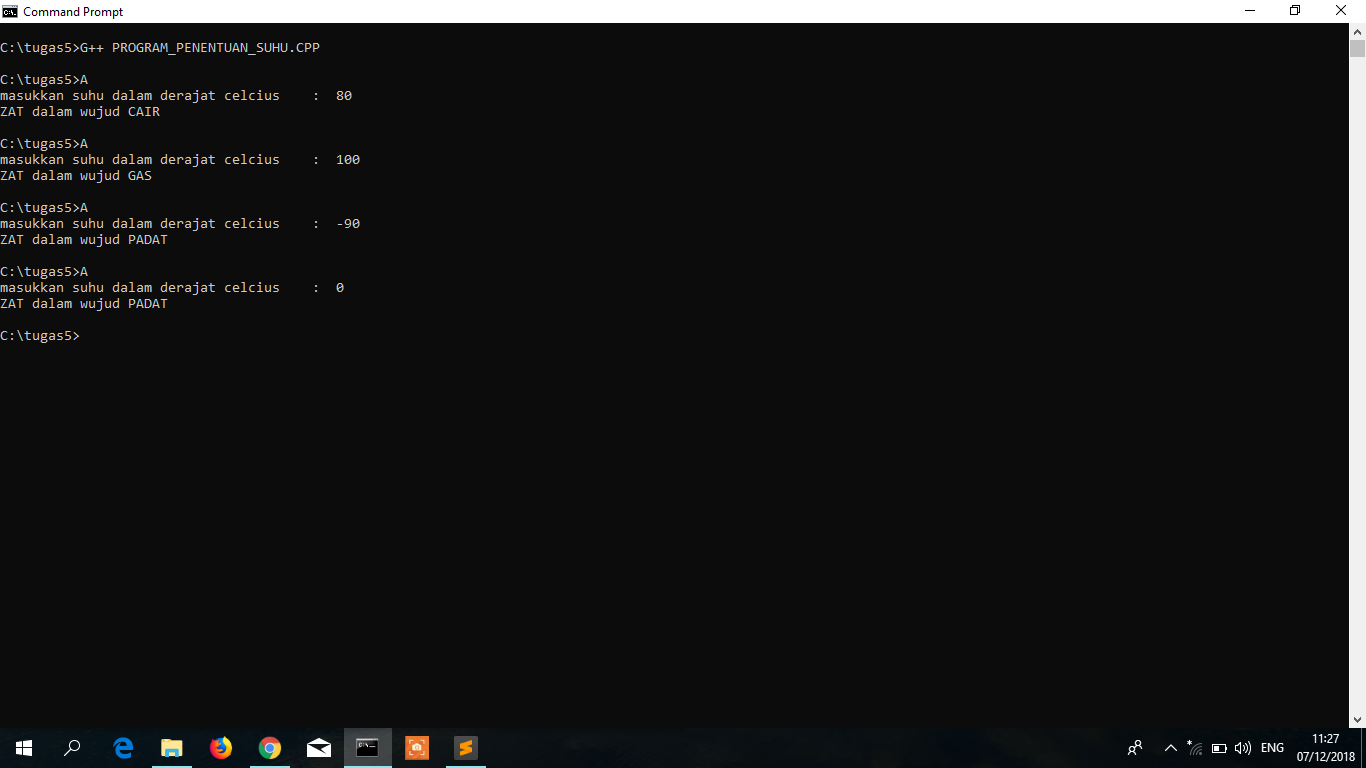 Command Prompt
C:\tugas5>G++ PROGRAM_PENENTUAN_SUHU.CPP
C:\tugas5>A
masukkan suhu dalam derajat celcius    :  80
ZAT dalam wujud CAIR
C:\tugas5>A
masukkan suhu dalam derajat celcius    :  100
ZAT dalam wujud GAS
C:\tugas5>A
masukkan suhu dalam derajat celcius    :  -90
ZAT dalam wujud PADAT
C:\tugas5>A
masukkan suhu dalam derajat celcius    :  0
ZAT dalam wujud PADAT
C:\tugas5>
ENG
11:27
07/12/2018